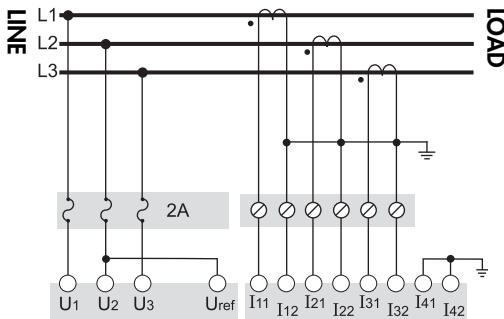 LINE
L1
L2
L3
LOAD
2A
U1 U2 U3 Uref I11 I12 I21 I22 I31 I32 I41 I42